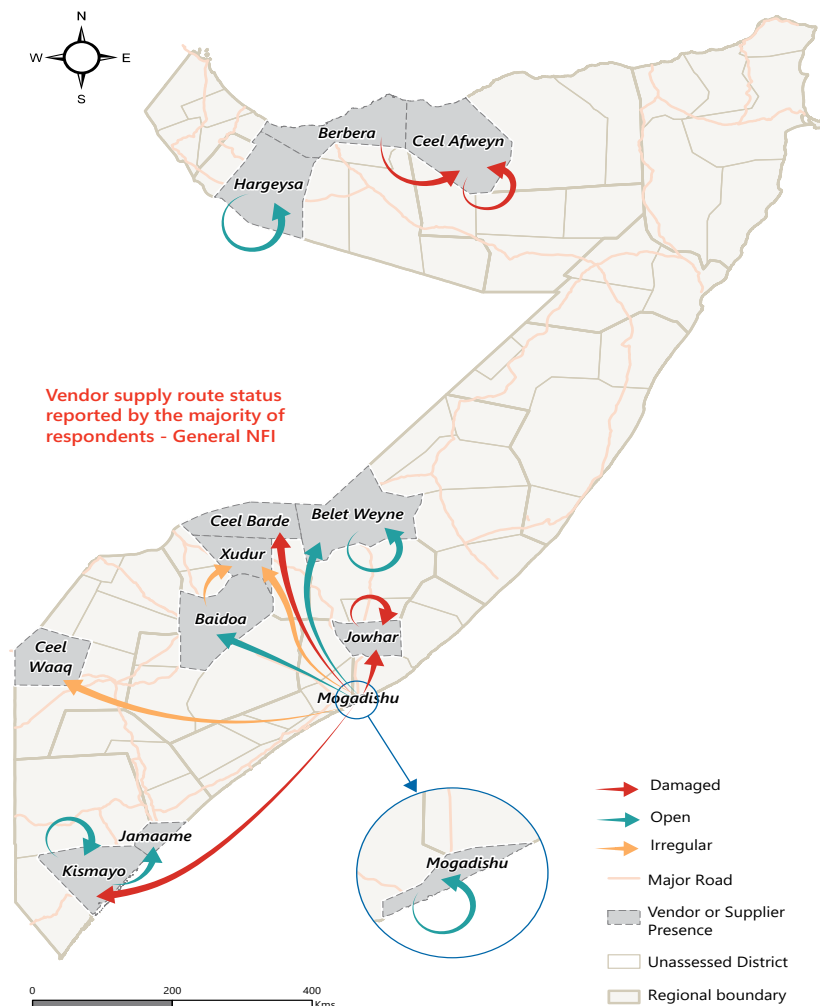 N
W
E
S
Berbera
Ceel Afweyn
Hargeysa
Vendor supply route status
reported by the majority of
respondents - General NFI
Ceel Barde
Belet Weyne
Xudur
Baidoa
Jowhar
Ceel
Waaq
Mogadishu
Jamaame
Kismayo
Mogadishu
Damaged
Open
Irregular
Major Road
Vendor or Supplier
Presence
Unassessed District
Regional boundary
0
200
400
Kms